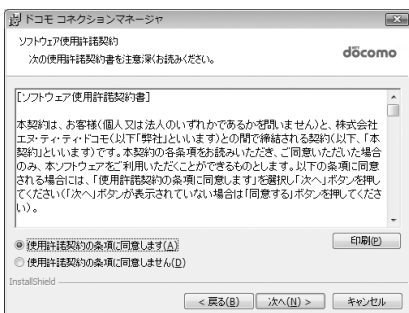 ドコモ コネクションマネージャ
ソフトウェア使用許諾契約
次の使用許諾契約書を注意深くお読みください。
döcomo
[ソフトウェア使用許諾契約書]
本契約は、お客様(個人又は法人のいずれかであるかを問いません)と、株式会社
エヌ・ティ・ティ・ドコモ(以下「弊社」といいます)との間で締結される契約(以下、「本
契約」といいます)です。本契約の各条項をお読みいただき、ご同意いただいた場合
のみ、本ソフトウェアをご利用いただくことができるものとします。以下の条項に同意
される場合には、「使用許諾契約の条項に同意します」を選択し「次へ」ボタンを押し
てください(「次へ」ボタンが表示されていない場合は「同意する」ボタンを押してくださ
い)。
使用許諾契約の条項に同意します(A)
印刷(P)
使用許諾契約の条項に同意しません(D)
InstallShield
< 戻る(B)
次へ(N) >
キャンセル